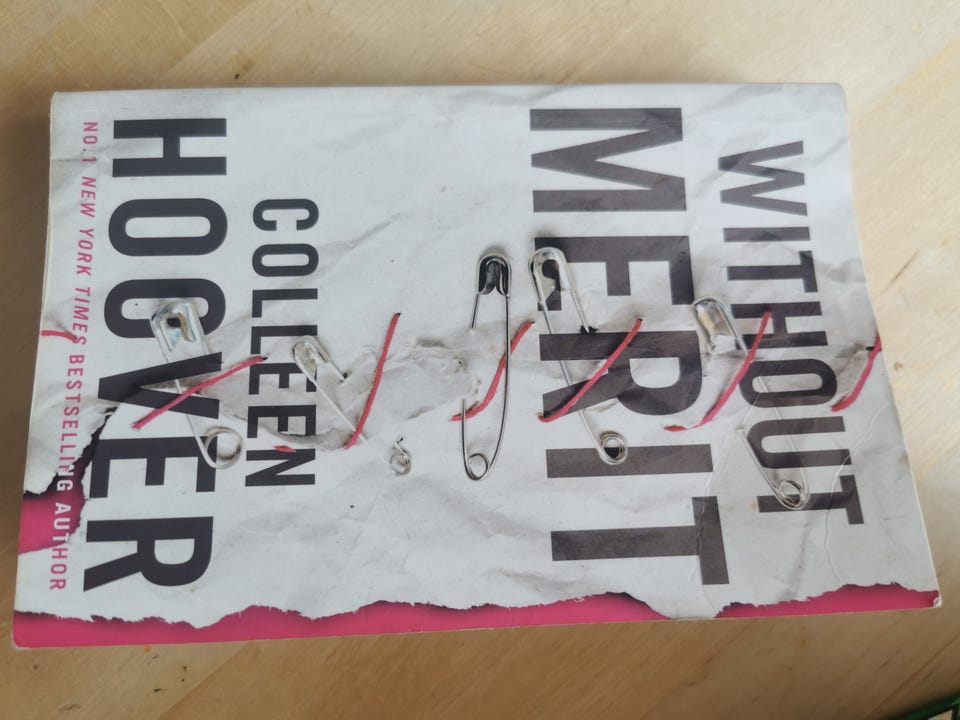 WITHOUT
MERIT
COLLEEN
HOOVER
NO.1 NEW YORK TIMES BESTSELLING AUTHOR